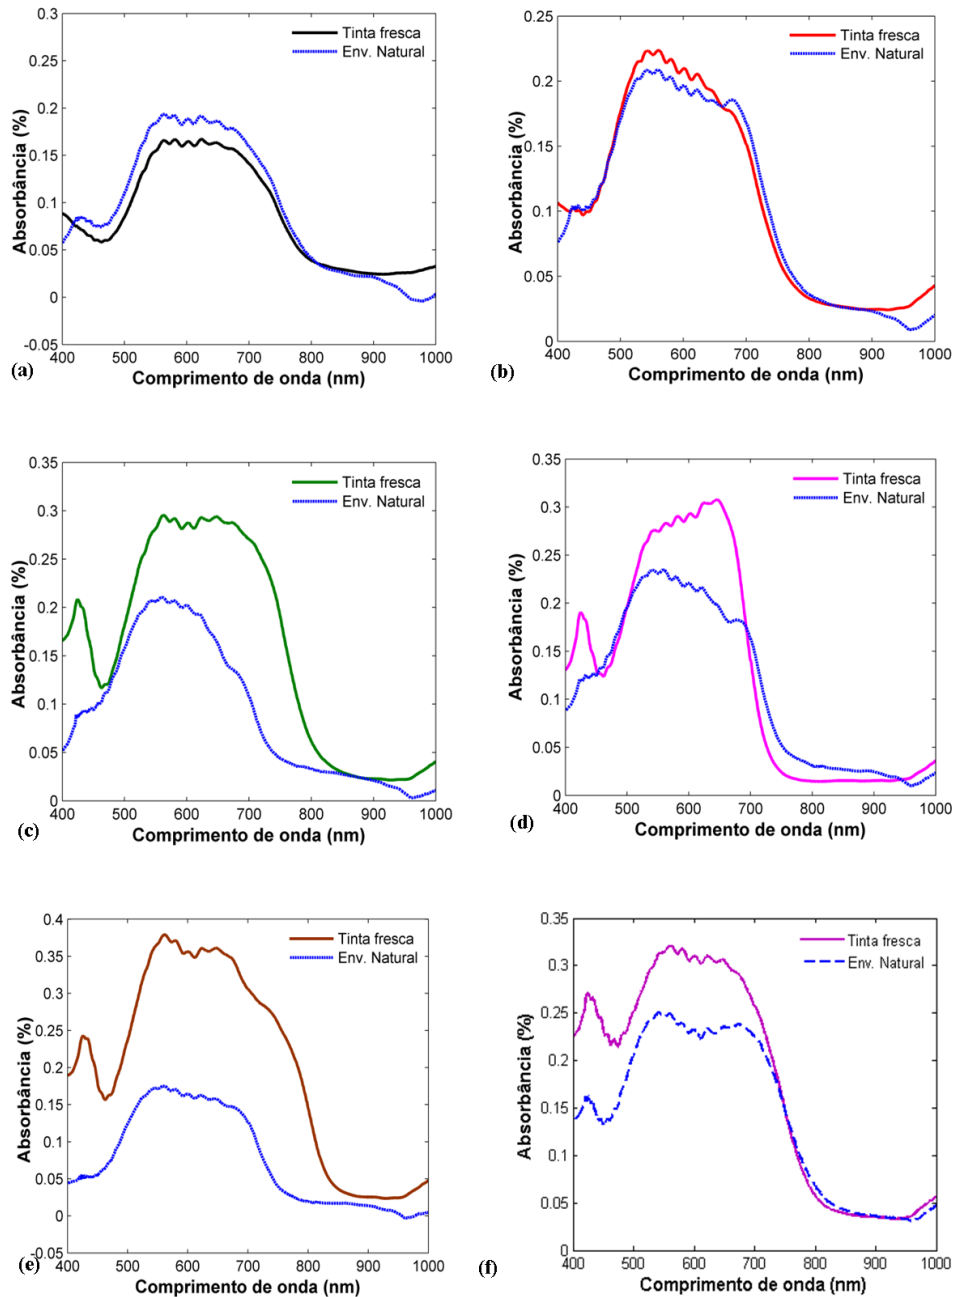 0.3
0.25
0.2
0.15
0.1
0.05
0
-0.05
Absorbância (%)
Tinta fresca
Env. Natural
400 500 600 700 800 900 1000
Comprimento de onda (nm)
(a)
0.25
0.2
0.15
0.1
0.05
0
Absorbância (%)
Tinta fresca
Env. Natural
400 500 600 700 800 900 1000
Comprimento de onda (nm)
(b)
0.35
0.3
0.25
0.2
0.15
0.1
0.05
0
Absorbância (%)
Tinta fresca
Env. Natural
400 500 600 700 800 900 1000
Comprimento de onda (nm)
(c)
0.35
0.3
0.25
0.2
0.15
0.1
0.05
0
Absorbância (%)
Tinta fresca
Env. Natural
400 500 600 700 800 900 1000
Comprimento de onda (nm)
(d)
0.4
0.35
0.3
0.25
0.2
0.15
0.1
0.05
0
-0.05
Absorbância (%)
Tinta fresca
Env. Natural
400 500 600 700 800 900 1000
Comprimento de onda (nm)
(e)
0.35
0.3
0.25
0.2
0.15
0.1
0.05
0
Absorbância (%)
Tinta fresca
Env. Natural
400 500 600 700 800 900 1000
Comprimento de onda (nm)
(f)